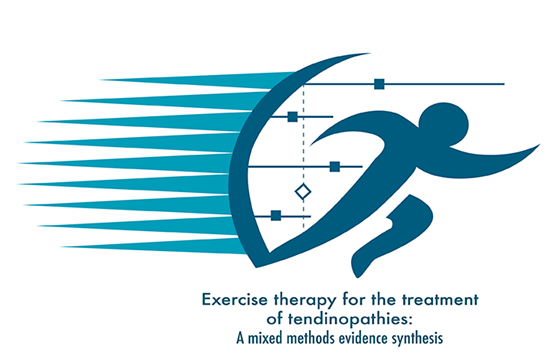 Exercise therapy for the treatment
of tendinopathies:
A mixed methods evidence synthesis